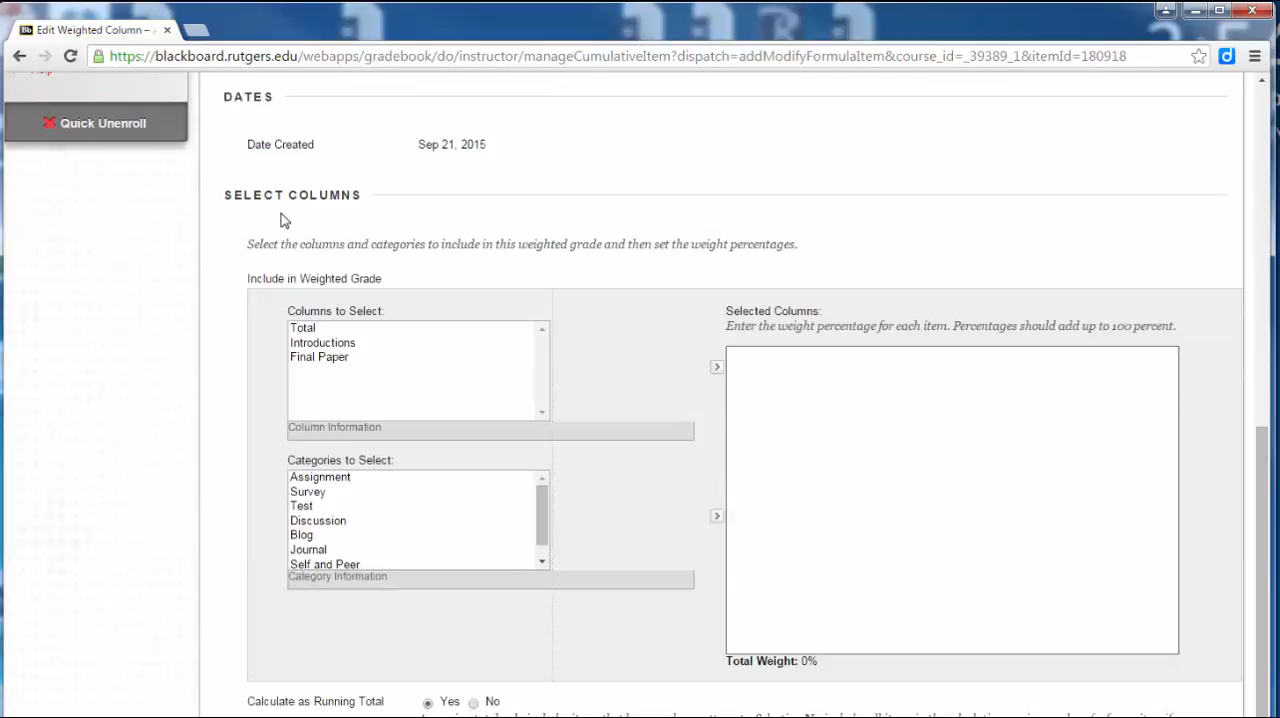 Edit Weighted Column –
https://blackboard.rutgers.edu/webapps/gradebook/do/instructor/manageCumulativeItem?dispatch=addModifyFormulaItem&course_id=_39389_1&itemId=180918
Quick Unenroll
DATES
Date Created Sep 21, 2015
SELECT COLUMNS
Select the columns and categories to include in this weighted grade and then set the weight percentages.
Include in Weighted Grade
Columns to Select:
Total
Introductions
Final Paper
Column Information
Categories to Select:
Assignment
Survey
Test
Discussion
Blog
Journal
Self and Peer
Category Information
Selected Columns:
Enter the weight percentage for each item. Percentages should add up to 100 percent.
Total Weight: 0%
Calculate as Running Total Yes No